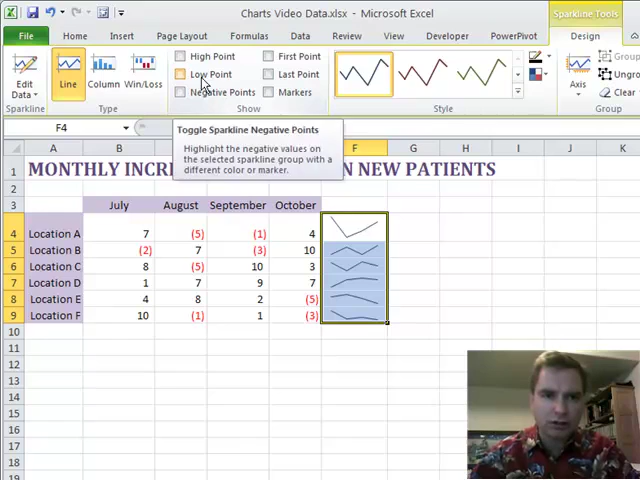 Charts Video Data.xlsx - Microsoft Excel
Sparkline Tools
File Home Insert Page Layout Formulas Data Review View Developer PowerPivot Design
Edit Data
Line Column Win/Loss
High Point First Point
Low Point Last Point
Negative Points Markers
Axis
Group
Ungroup
Clear
Sparkline Type Show Style Group
F4
Toggle Sparkline Negative Points
Highlight the negative values on
the selected sparkline group with a
different color or marker.
A B F G H I J K
1 MONTHLY INCRE N NEW PATIENTS
2
3 July August September October
4 Location A 7 (5) (1) 4
5 Location B (2) 7 (3) 10
6 Location C 8 (5) 10 3
7 Location D 1 7 9 7
8 Location E 4 8 2 (5)
9 Location F 10 (1) 1 (3)
10
11
12
13
14
15
16
17
18
19